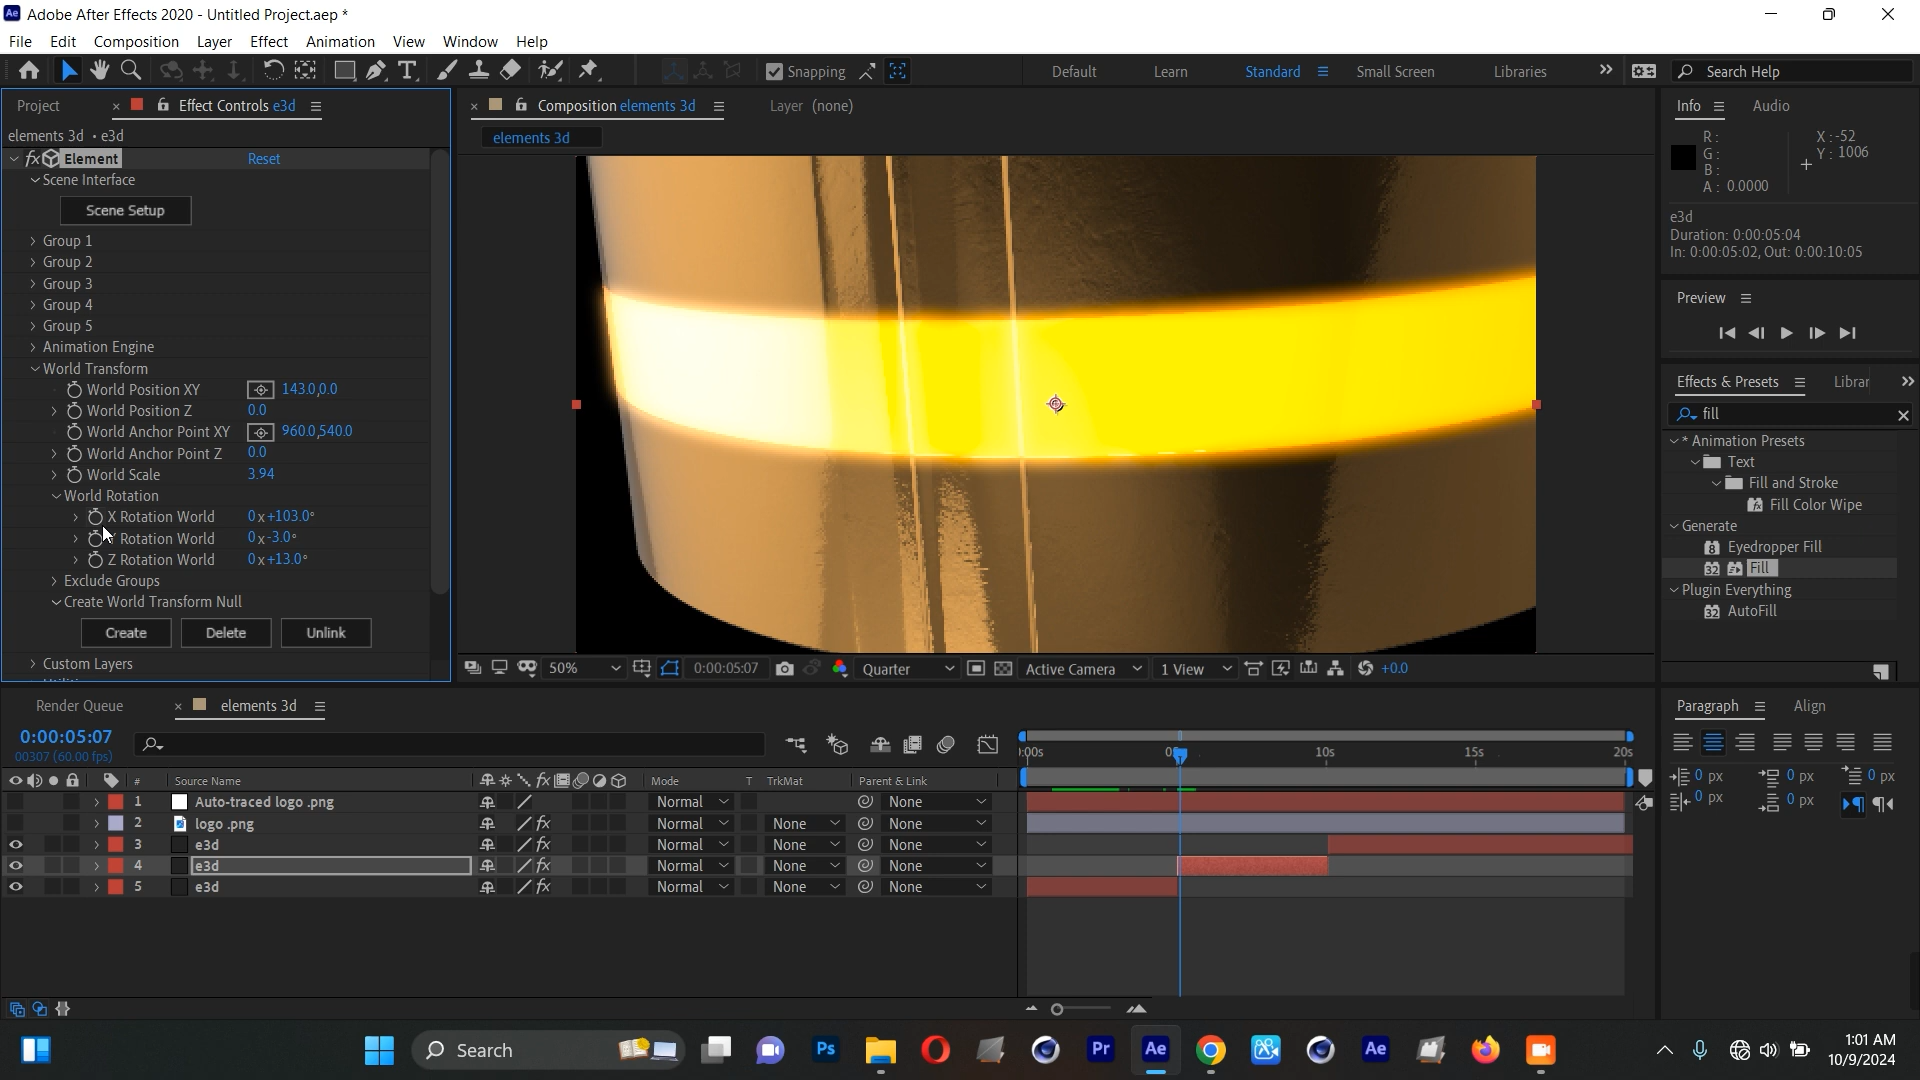 Adobe After Effects 2020 - Untitled Project.aep *
File Edit Composition Layer Effect Animation View Window Help
Snapping Default Learn Standard Small Screen Libraries Search Help
Project Effect Controls e3d
elements 3d • e3d
Element Reset
Scene Interface
Scene Setup
Group 1
Group 2
Group 3
Group 4
Group 5
Animation Engine
World Transform
World Position XY 143.0,0.0
World Position Z 0.0
World Anchor Point XY 960.0,540.0
World Anchor Point Z 0.0
World Scale 3.94
World Rotation
X Rotation World 0x+103.0°
Y Rotation World 0x-3.0°
Z Rotation World 0x+13.0°
Exclude Groups
Create World Transform Null
Create Delete Unlink
Custom Layers
Composition elements 3d Layer (none)
elements 3d
50% 0:00:05:07 Quarter Active Camera 1 View +0.0
Info Audio
R: X: -52
G: Y: 1006
B:
A: 0.0000
e3d
Duration: 0:00:05:04
In: 0:00:05:02, Out: 0:00:10:05
Preview
Effects & Presets Librar
fill
* Animation Presets
Text
Fill and Stroke
Fill Color Wipe
Generate
Eyedropper Fill
Fill
Plugin Everything
AutoFill
Render Queue elements 3d
0:00:05:07
00307 (60.00 fps)
# Source Name Mode T TrkMat Parent & Link
1 Auto-traced logo .png Normal None
2 logo .png Normal None None
3 e3d Normal None None
4 e3d Normal None None
5 e3d Normal None None
10s 15s 20s
Paragraph Align
0 px 0 px 0 px
0 px 0 px
Search
Ps Pr Ae Ae
1:01 AM
10/9/2024